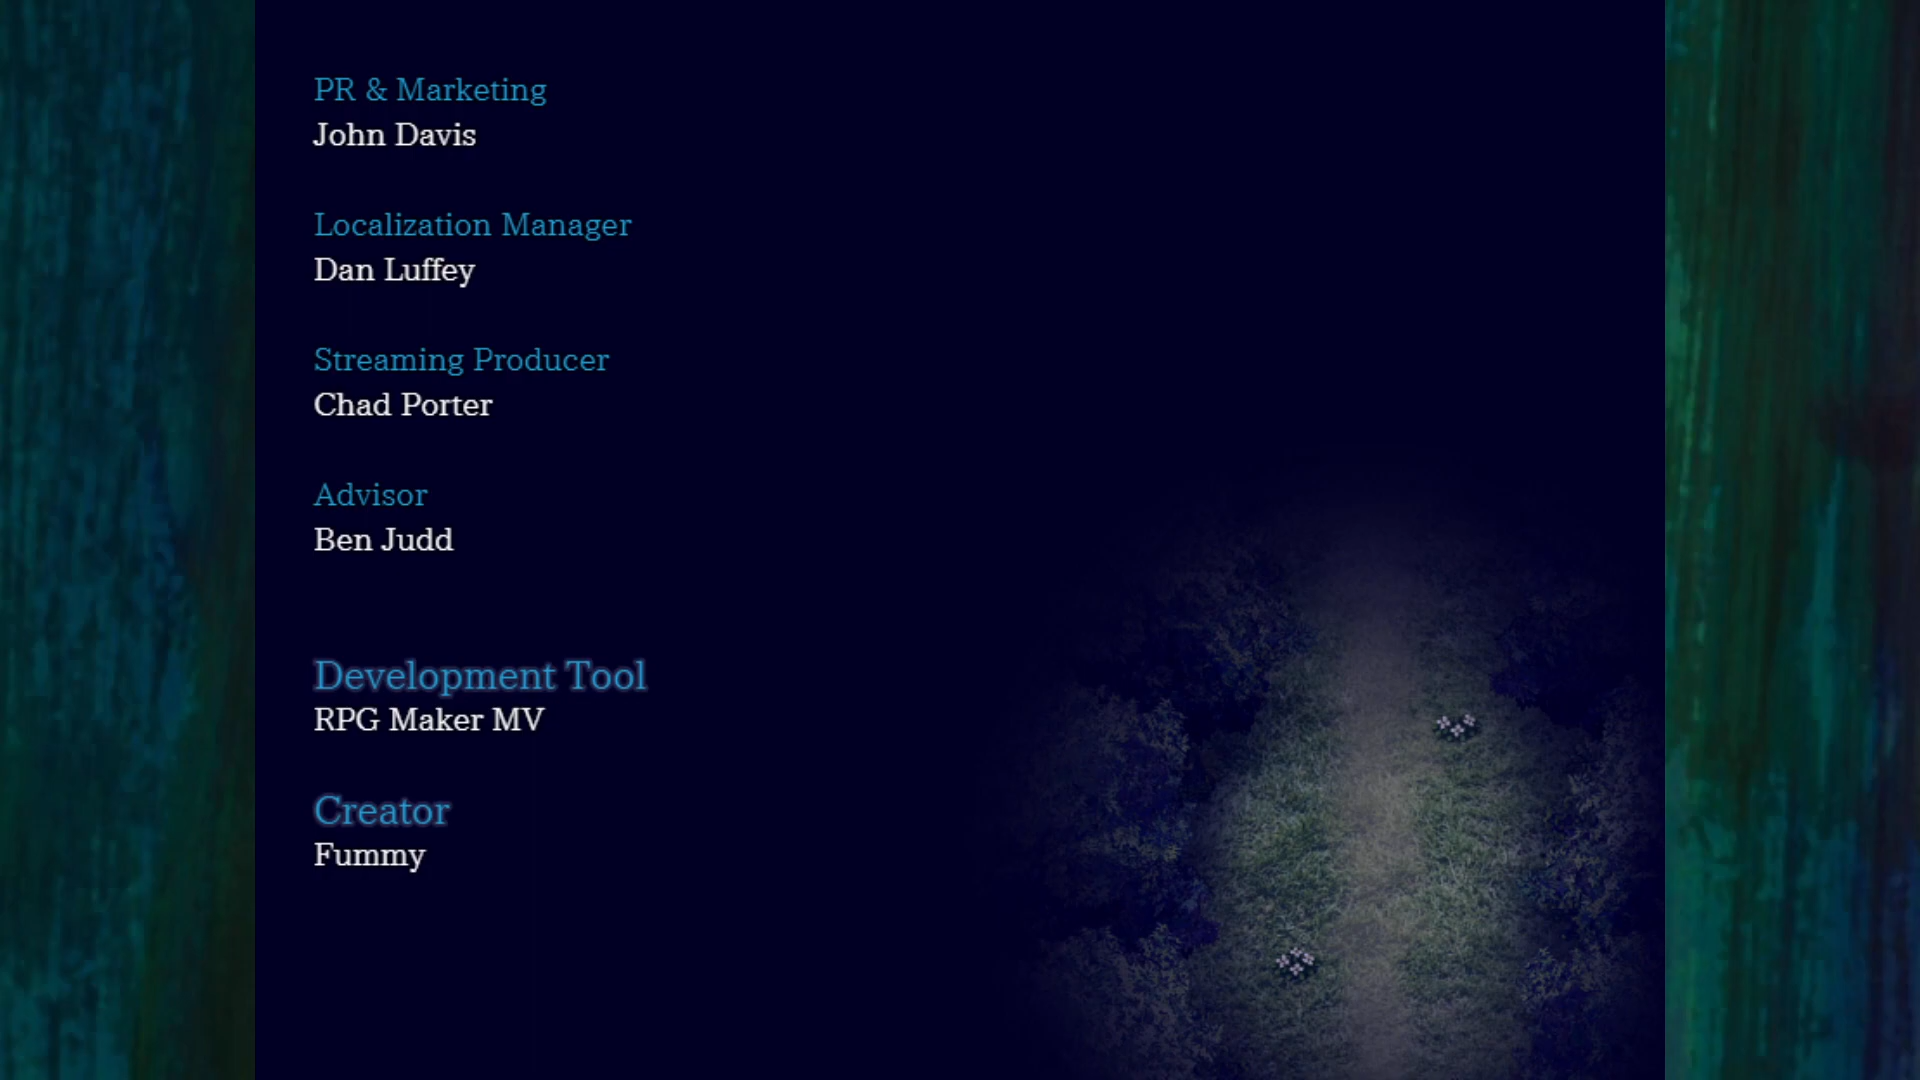 PR & Marketing
John Davis
Localization Manager
Dan Luffey
Streaming Producer
Chad Porter
Advisor
Ben Judd
Development Tool
RPG Maker MV
Creator
Fummy